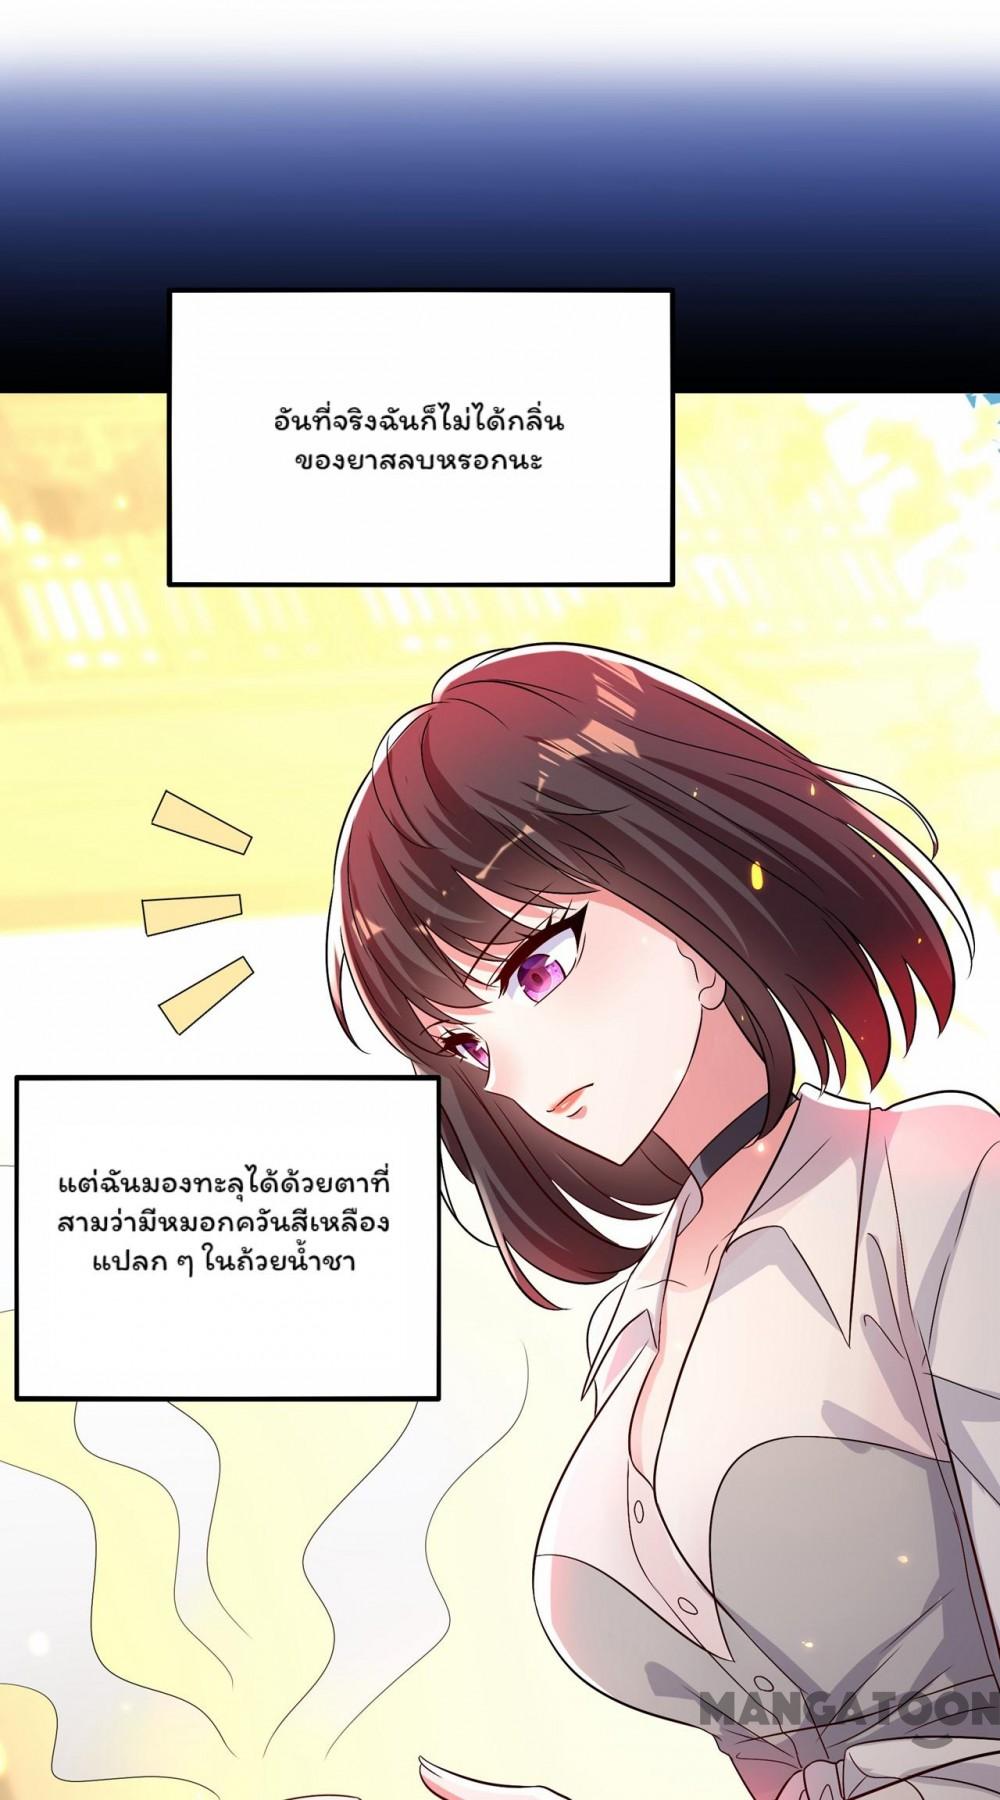 อันที่จริงฉันก็ไม่ได้กลิ่น
ของยาสลบหรอกนะ
แต่ฉันมองทะลุได้ด้วยตาที่
สามว่ามีหมอกควันสีเหลือง
แปลก ๆ ในถ้วยน้ำชา
MANGATOON